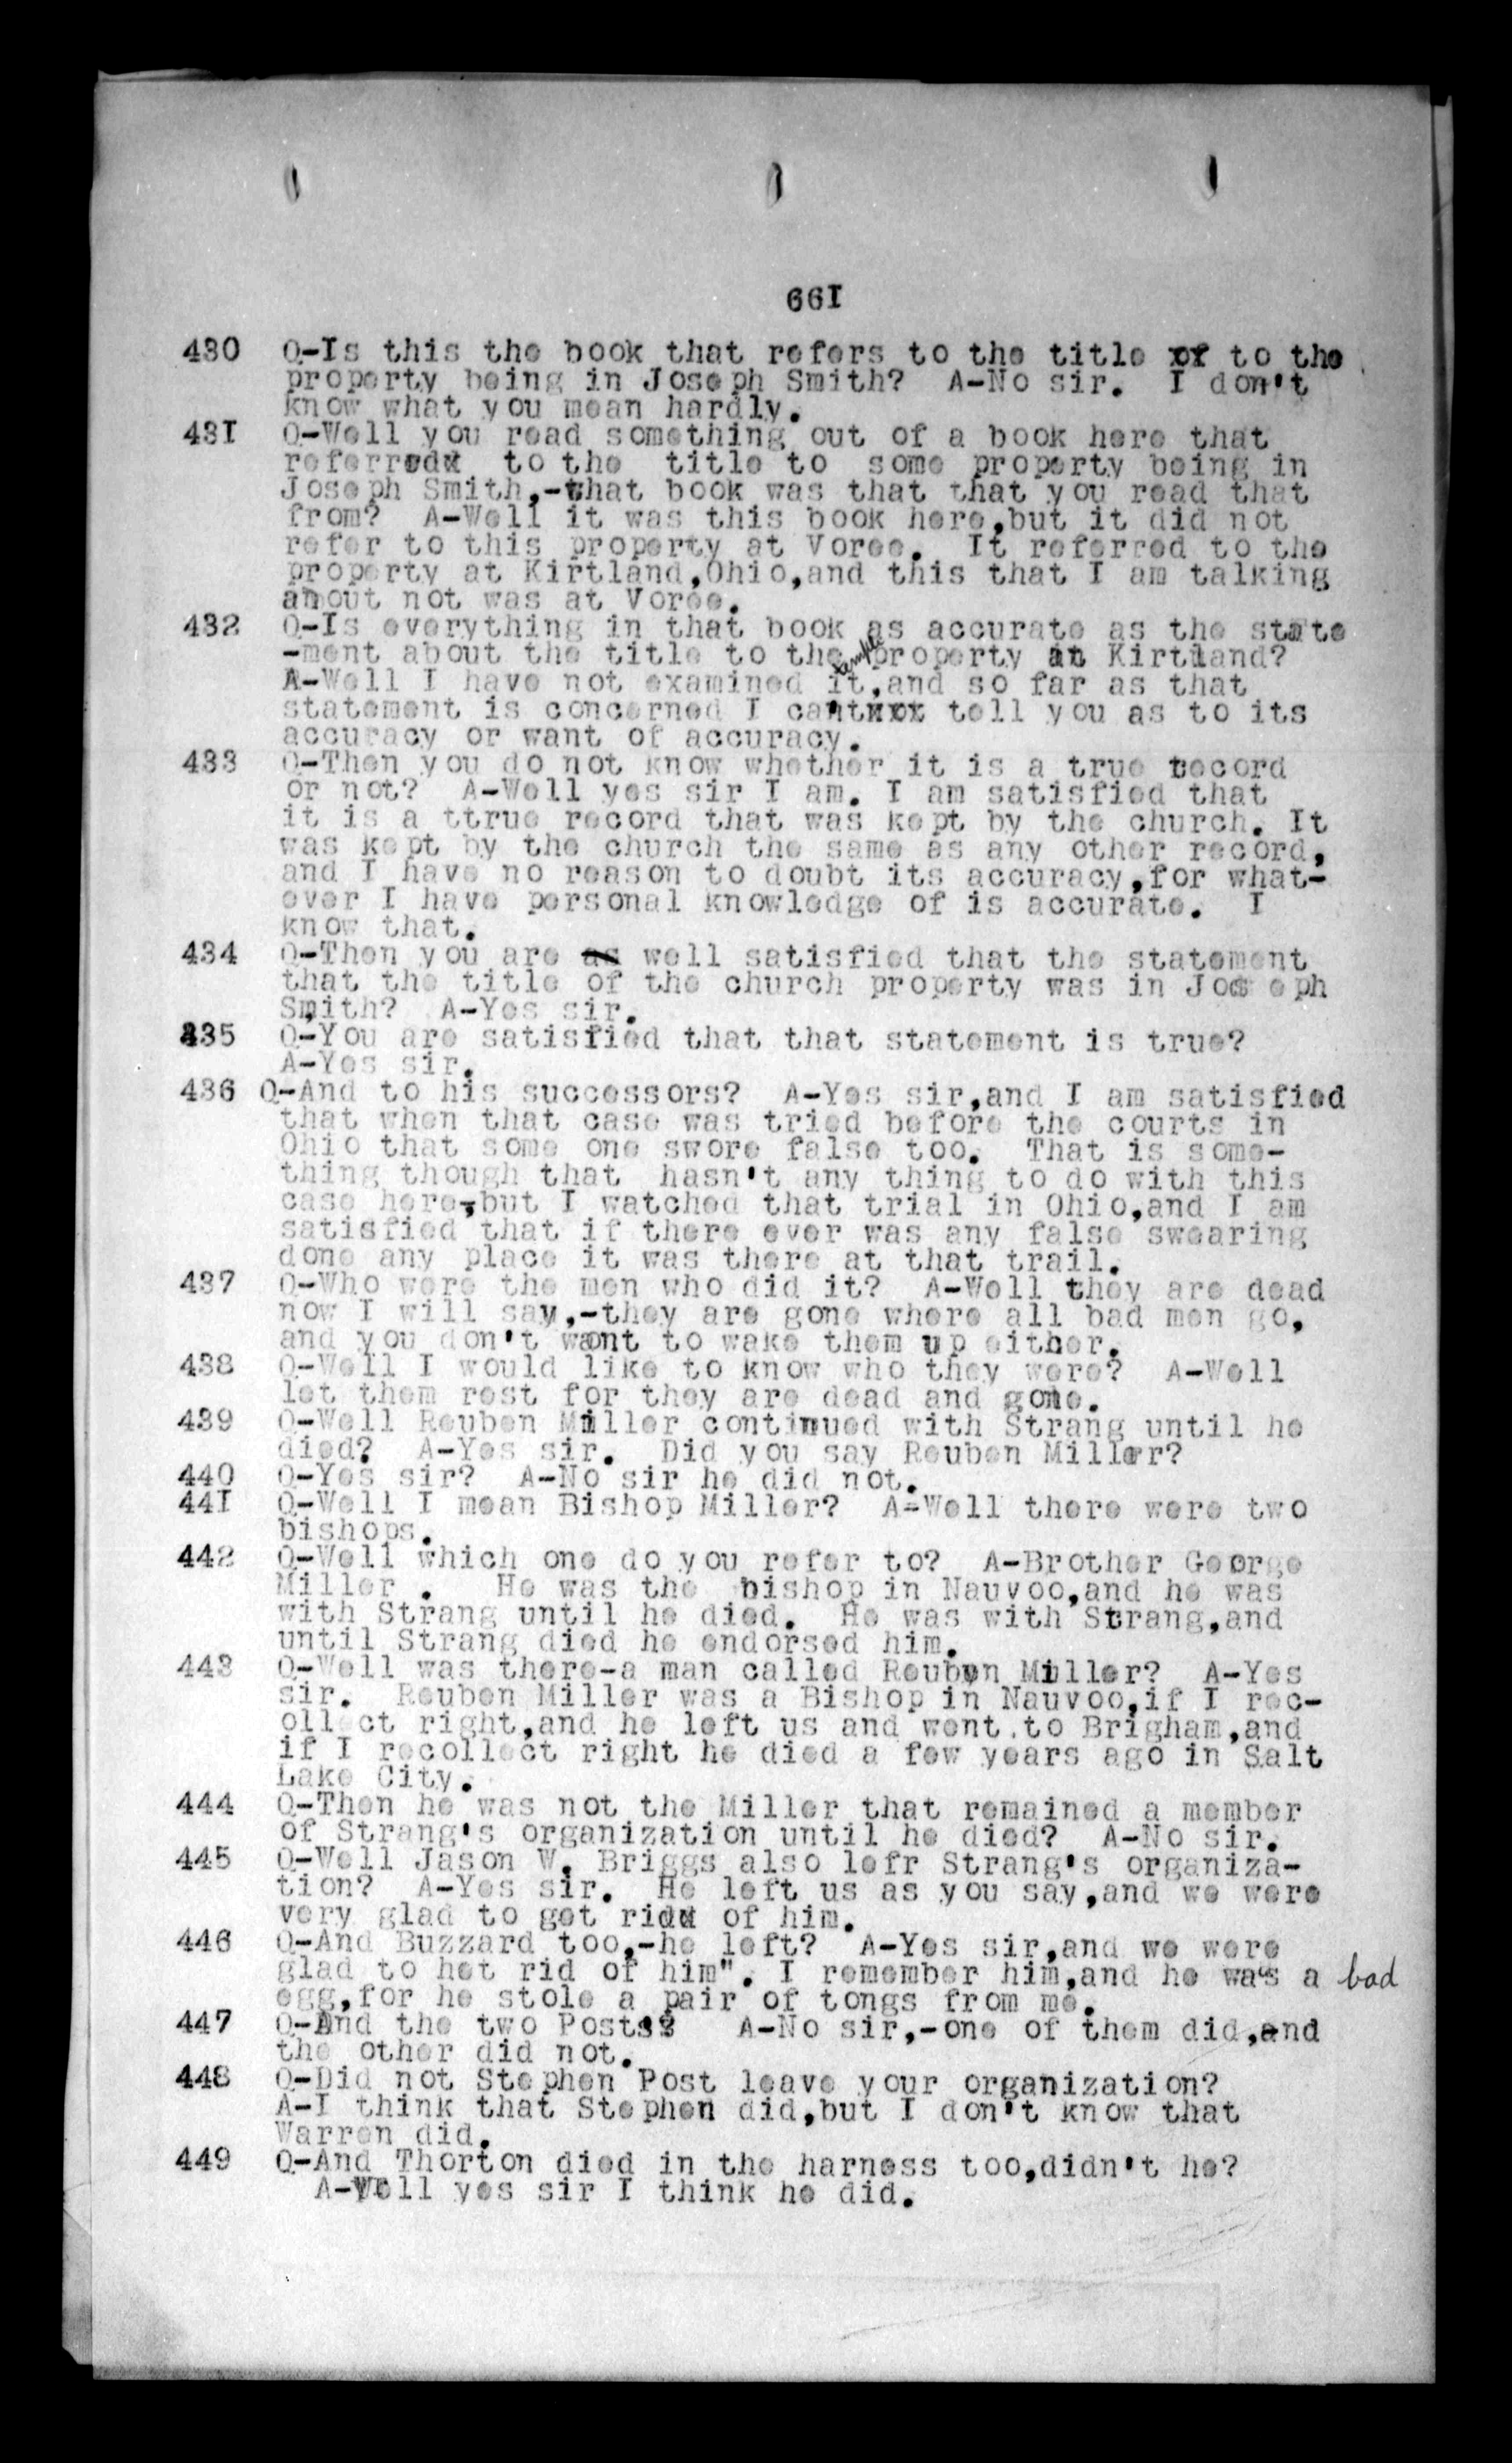 661
430 Q-Is this the book that refers to the title of to the
property being in Joseph Smith? A-No sir. I don't
know what you mean hardly.
431 Q-Well you read something out of a book here that
referred to the title to some property being in
Joseph Smith,-what book was that that you read that
from? A-Well it was this book here,but it did not
refer to this property at Voree. It referred to the
property at Kirtland,Ohio,and this that I am talking
about not was at Voree.
432 Q-Is everything in that book as accurate as the state
-ment about the title to the temple property in Kirtland?
A-Well I have not examined it,and so far as that
statement is concerned I can't tell you as to its
accuracy or want of accuracy.
433 Q-Then you do not know whether it is a true record
or not? A-Well yes sir I am. I am satisfied that
it is a ttrue record that was kept by the church. It
was kept by the church the same as any other record,
and I have no reason to doubt its accuracy,for what-
ever I have personal knowledge of is accurate. I
know that.
434 Q-Then you are as well satisfied that the statement
that the title of the church property was in Joseph
Smith? A-Yes sir.
435 Q-You are satisfied that that statement is true?
A-Yes sir.
436 Q-And to his successors? A-Yes sir,and I am satisfied
that when that case was tried before the courts in
Ohio that some one swore false too. That is some-
thing though that hasn't any thing to do with this
case here,but I watched that trial in Ohio,and I am
satisfied that if there ever was any false swearing
done any place it was there at that trail.
437 Q-Who were the men who did it? A-Well they are dead
now I will say,-they are gone where all bad men go,
and you don't want to wake them up either.
438 Q-Well I would like to know who they were? A-Well
let them rest for they are dead and gone.
439 Q-Well Reuben Miller continued with Strang until he
died? A-Yes sir. Did you say Reuben Miller?
440 Q-Yes sir? A-No sir he did not.
441 Q-Well I mean Bishop Miller? A-Well there were two
bishops.
442 Q-Well which one do you refer to? A-Brother George
Miller . He was the bishop in Nauvoo,and he was
with Strang until he died. He was with Strang,and
until Strang died he endorsed him.
443 Q-Well was there-a man called Reuben Miller? A-Yes
sir. Reuben Miller was a Bishop in Nauvoo,if I rec-
ollect right,and he left us and went.to Brigham,and
if I recollect right he died a few years ago in Salt
Lake City.
444 Q-Then he was not the Miller that remained a member
of Strang's organization until he died? A-No sir.
445 Q-Well Jason W. Briggs also lefr Strang's organiza-
tion? A-Yes sir. He left us as you say,and we were
very glad to get rid of him.
446 Q-And Buzzard too,-he left? A-Yes sir,and we were
glad to het rid of him". I remember him,and he was a bad
egg,for he stole a pair of tongs from me.
447 Q-And the two Posts? A-No sir,-one of them did,and
the other did not.
448 Q-Did not Stephen Post leave your organization?
A-I think that Stephen did,but I don't know that
Warren did.
449 Q-And Thorton died in the harness too,didn't he?
A-Well yes sir I think he did.